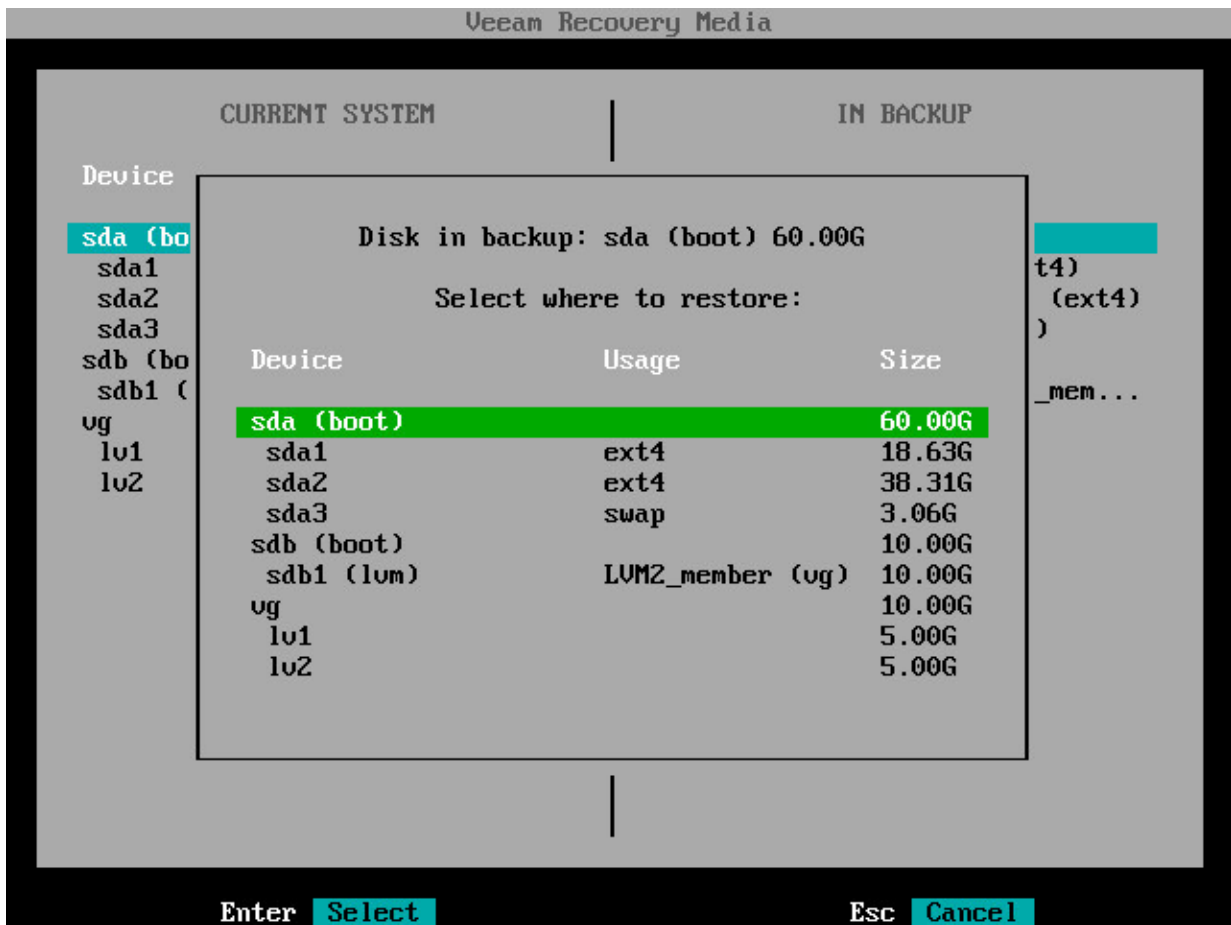 Veeam Recovery Media
CURRENT SYSTEM IN BACKUP
Device
Disk in backup: sda (boot) 60.00G
sda (bo
sda1 t4)
sda2 Select where to restore: (ext4)
sda3 )
sdb (bo Device Usage Size
sdb1 ( _mem...
vg sda (boot) 60.00G
lv1 sda1 ext4 18.63G
lv2 sda2 ext4 38.31G
sda3 swap 3.06G
sdb (boot) 10.00G
sdb1 (lvm) LVM2_member (vg) 10.00G
vg 10.00G
lv1 5.00G
lv2 5.00G
Enter Select Esc Cancel